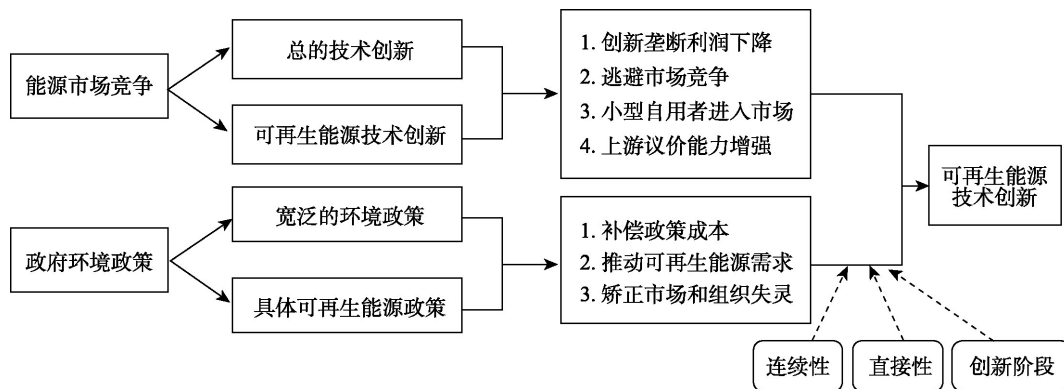 能源市场竞争
总的技术创新
可再生能源技术创新
1. 创新垄断利润下降
2. 逃避市场竞争
3. 小型自用者进入市场
4. 上游议价能力增强
政府环境政策
宽泛的环境政策
具体可再生能源政策
1. 补偿政策成本
2. 推动可再生能源需求
3. 矫正市场和组织失灵
可再生能源
技术创新
连续性
直接性
创新阶段